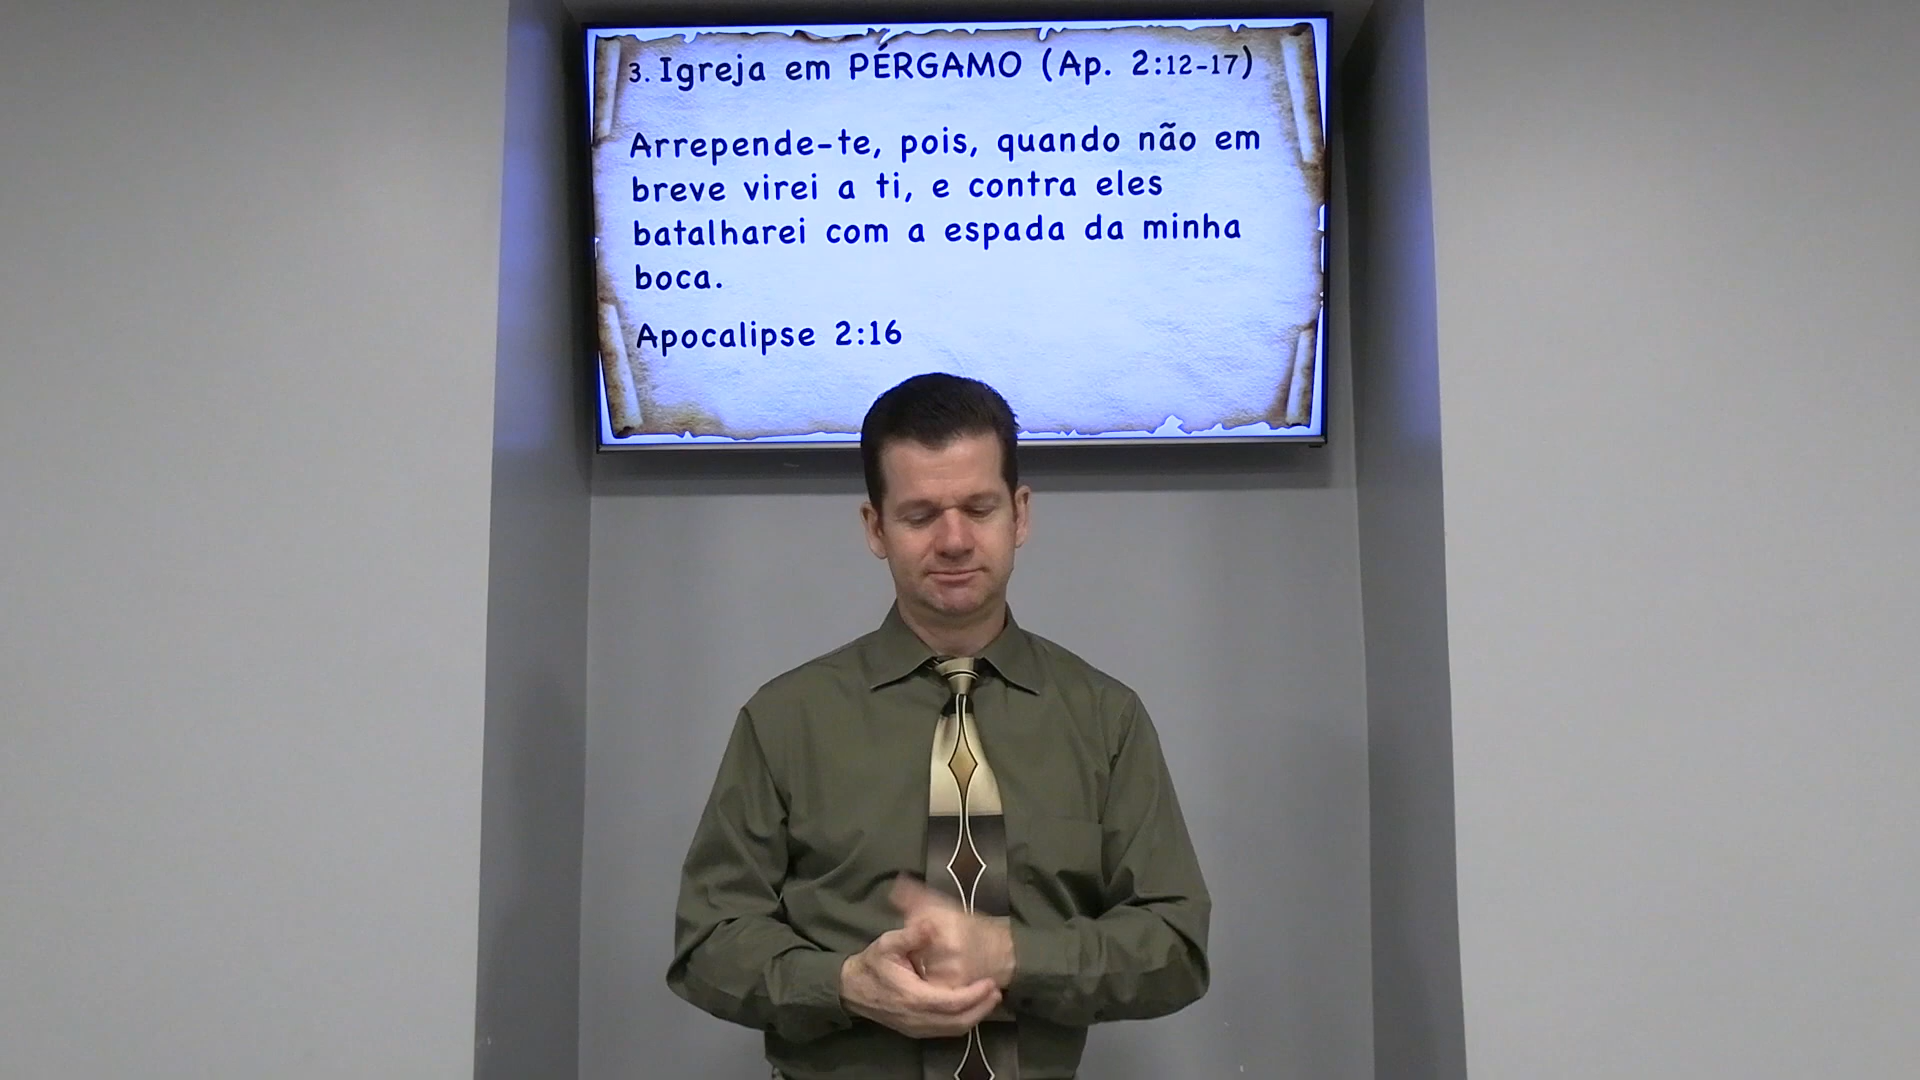 3. Igreja em PÉRGAMO (Ap. 2:12-17)
Arrepende-te, pois, quando não em
breve virei a ti, e contra eles
batalharei com a espada da minha
boca.
Apocalipse 2:16